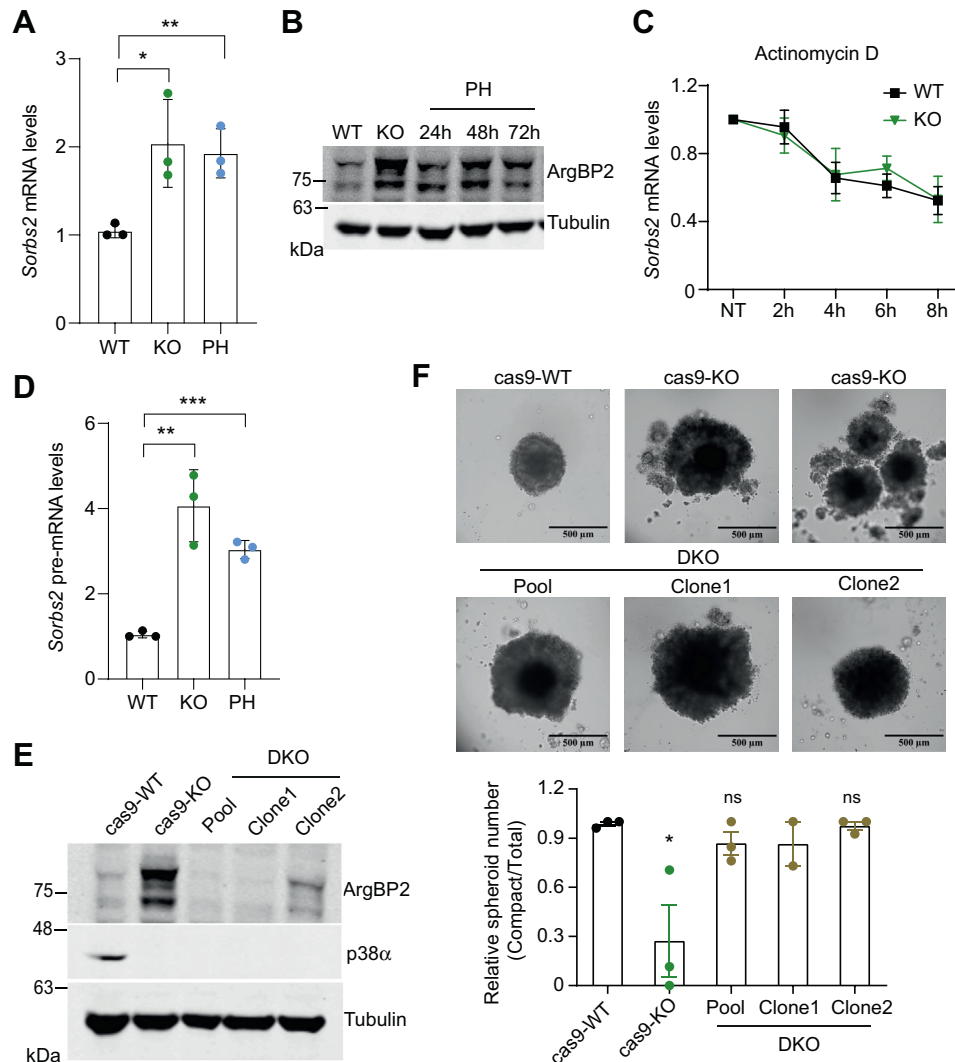 A
Sorbs2 mRNA levels
3
2
1
0
**
*
WT KO PH
B
PH
WT KO 24h 48h 72h
75
63
kDa
ArgBP2
Tubulin
C
Actinomycin D
WT
KO
Sorbs2 mRNA levels
1.2
0.8
0.4
0
NT 2h 4h 6h 8h
D
Sorbs2 pre-mRNA levels
6
4
2
0
***
**
WT KO PH
E
DKO
cas9-WT cas9-KO Pool Clone1 Clone2
75
48
63
kDa
ArgBP2
p38α
Tubulin
F
cas9-WT cas9-KO cas9-KO
500 µm 500 µm 500 µm
DKO
Pool Clone1 Clone2
500 µm 500 µm 500 µm
Relative spheroid number
(Compact/Total)
1.2
0.9
0.6
0.3
0
* ns ns
cas9-WT cas9-KO Pool Clone1 Clone2
DKO